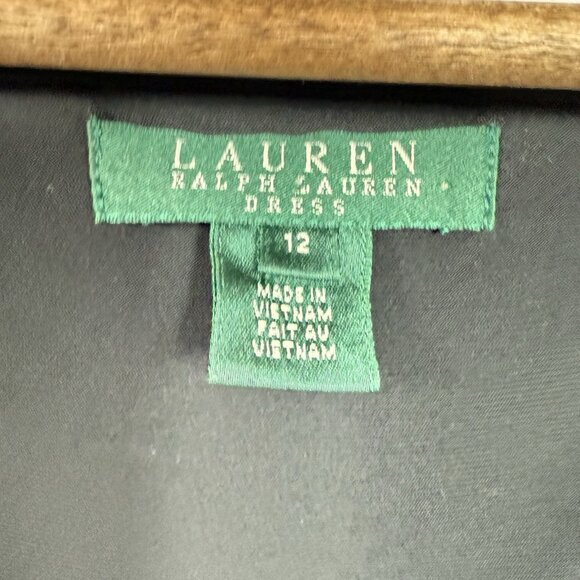 LAUREN
RALPH LAUREN
DRESS
12
MADE IN
VIETNAM
FAIT AU
VIETNAM